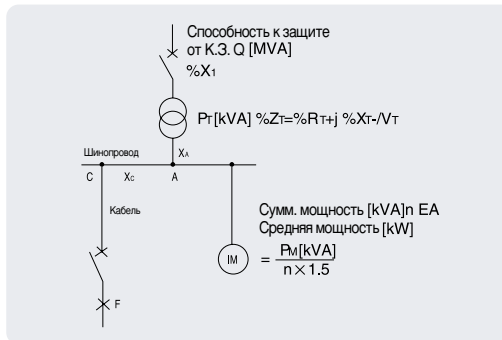 Способность к защите
от К.З. Q [MVA]
%X1
PT [kVA] %ZT=%RT+j %XT-/VT
Шинопровод
XA
C
XC
A
Кабель
Сумм. мощность [kVA]n EA
Средняя мощность [kW]
IM
= PM[kVA]
n×1.5
F